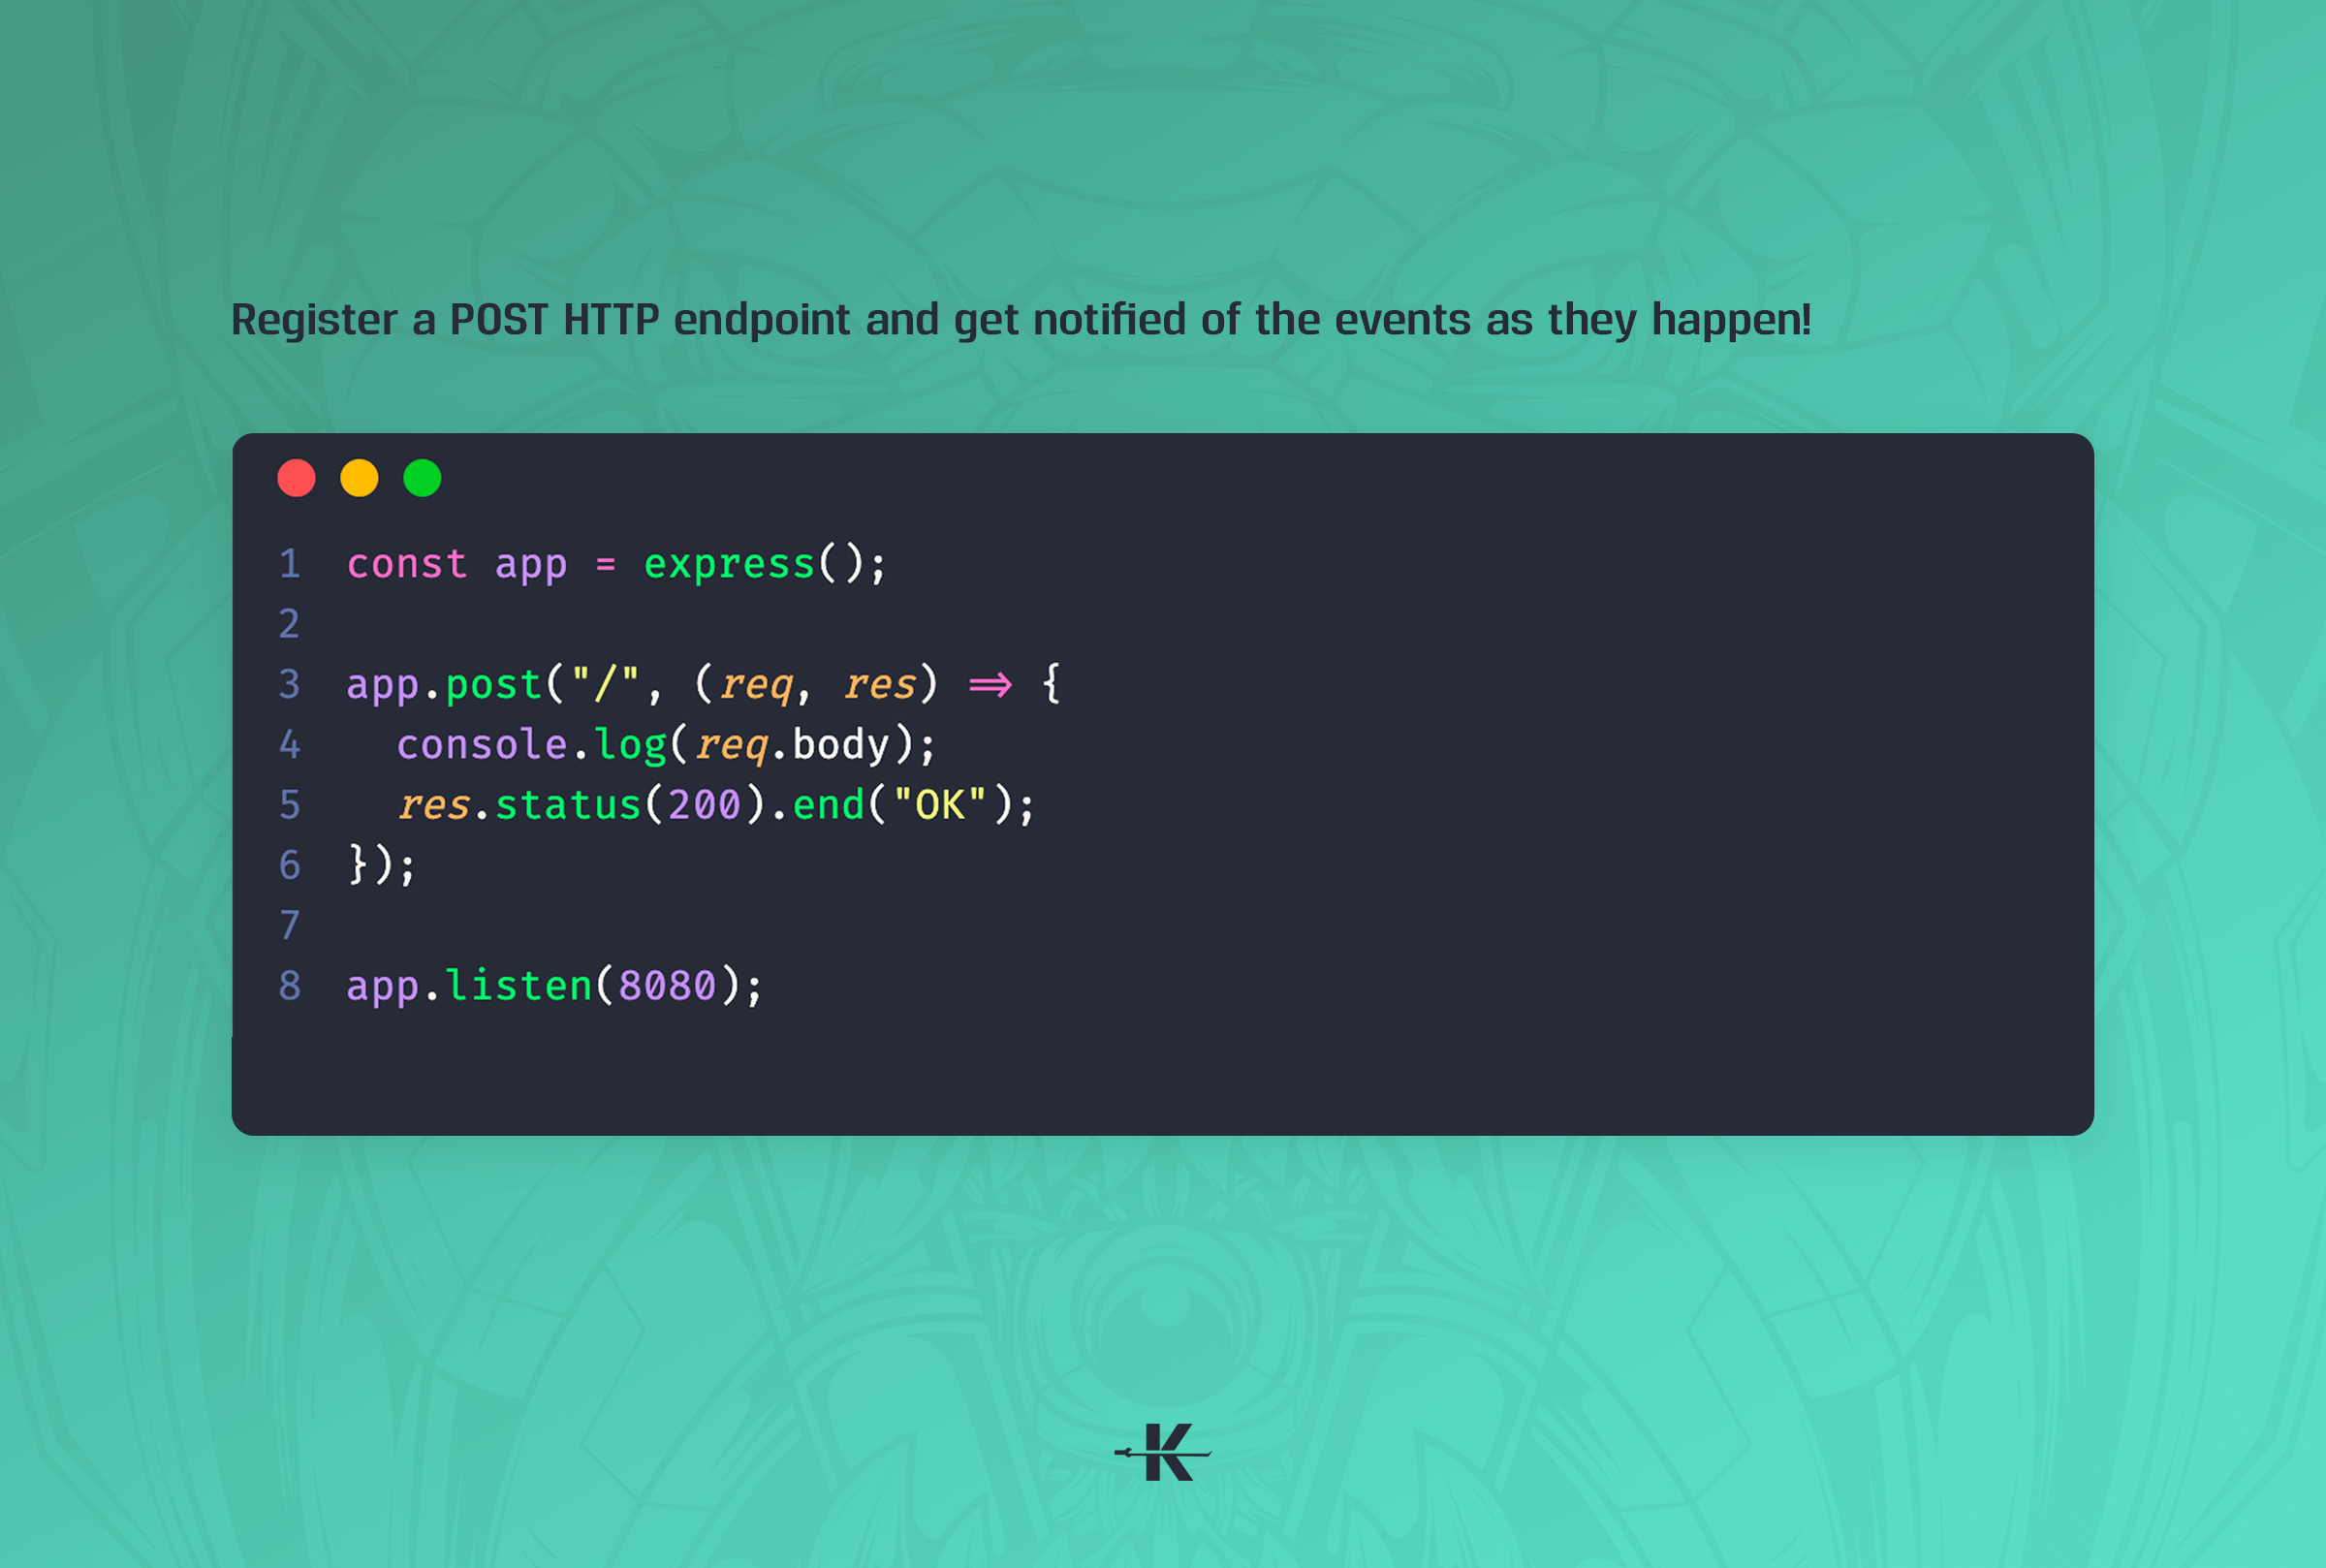 Register a POST HTTP endpoint and get notified of the events as they happen!
1 const app = express();
2
3 app.post("/", (req, res) => {
4   console.log(req.body);
5   res.status(200).end("OK");
6 });
7
8 app.listen(8080);
K